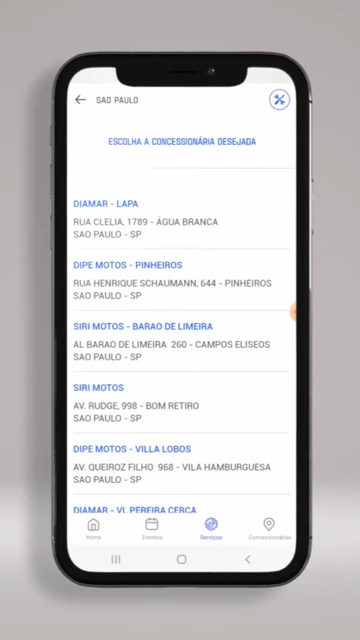 SAO PAULO
ESCOLHA A CONCESSIONÁRIA DESEJADA
DIAMAR - LAPA
RUA CLELIA, 1789 - ÁGUA BRANCA
SAO PAULO - SP
DIPE MOTOS - PINHEIROS
RUA HENRIQUE SCHAUMANN, 644 - PINHEIROS
SAO PAULO - SP
SIRI MOTOS - BARAO DE LIMEIRA
AL BARAO DE LIMEIRA 260 - CAMPOS ELISEOS
SAO PAULO - SP
SIRI MOTOS
AV. RUDGE, 998 - BOM RETIRO
SAO PAULO - SP
DIPE MOTOS - VILLA LOBOS
AV. QUEIROZ FILHO 968 - VILA HAMBURGUESA
SAO PAULO - SP
DIAMAR - VL PEREIRA CERCA
Home Eventos Serviços Concessionárias